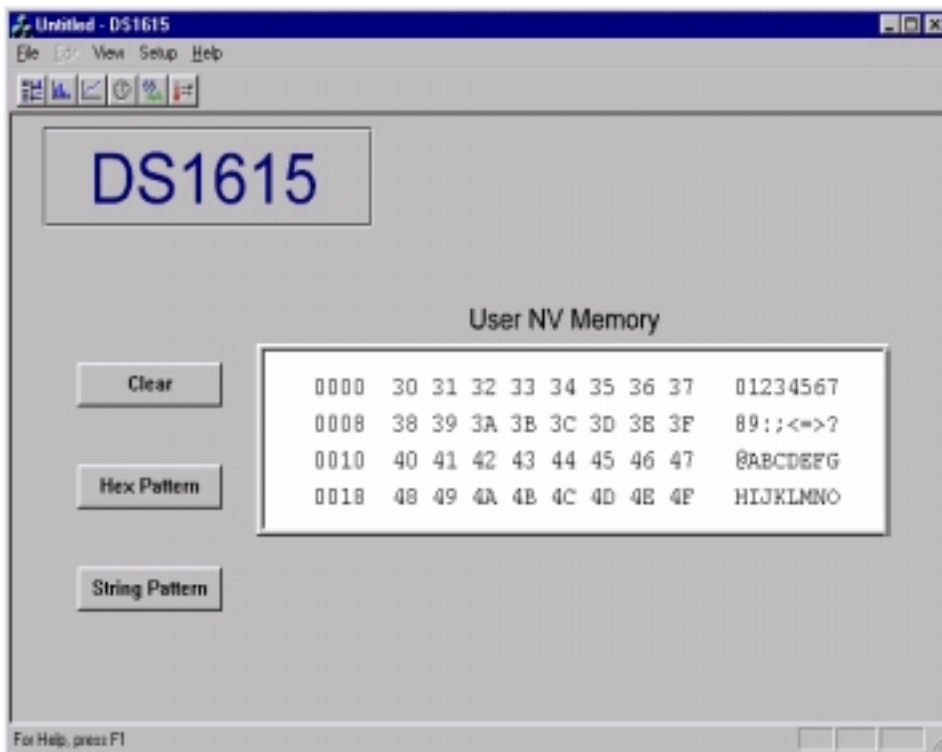 Untitled - DS1615
File Edit View Setup Help
DS1615
User NV Memory
Clear
Hex Pattern
String Pattern
0000 30 31 32 33 34 35 36 37 01234567
0008 38 39 3A 3B 3C 3D 3E 3F 89:;<=>?
0010 40 41 42 43 44 45 46 47 @ABCDEFG
0018 48 49 4A 4B 4C 4D 4E 4F HIJKLMNO
For Help, press F1